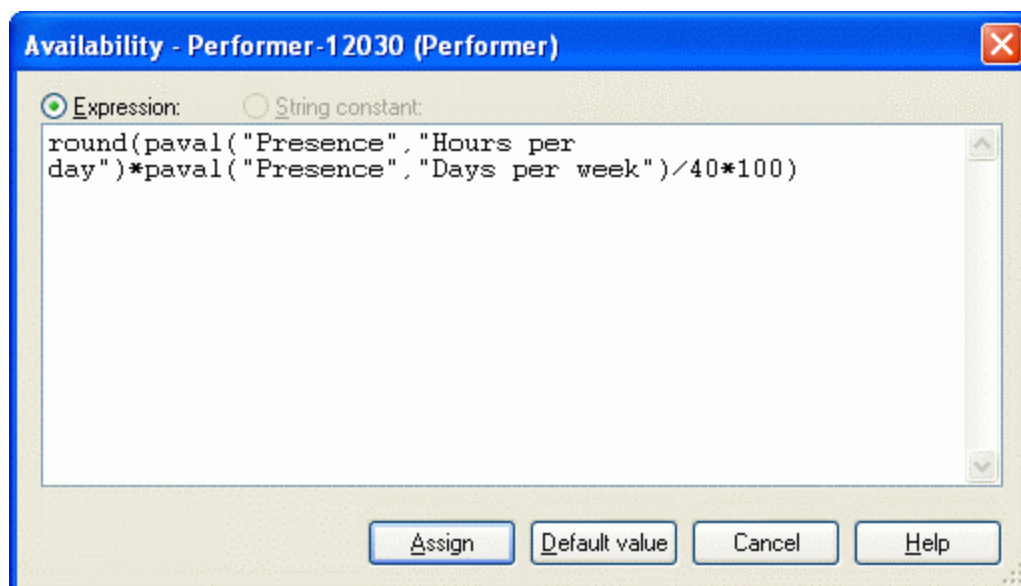 Availability - Performer-12030 (Performer)
Expression: String constant:
round(paval("Presence","Hours per
day")*paval("Presence","Days per week")/40*100)
Assign Default value Cancel Help